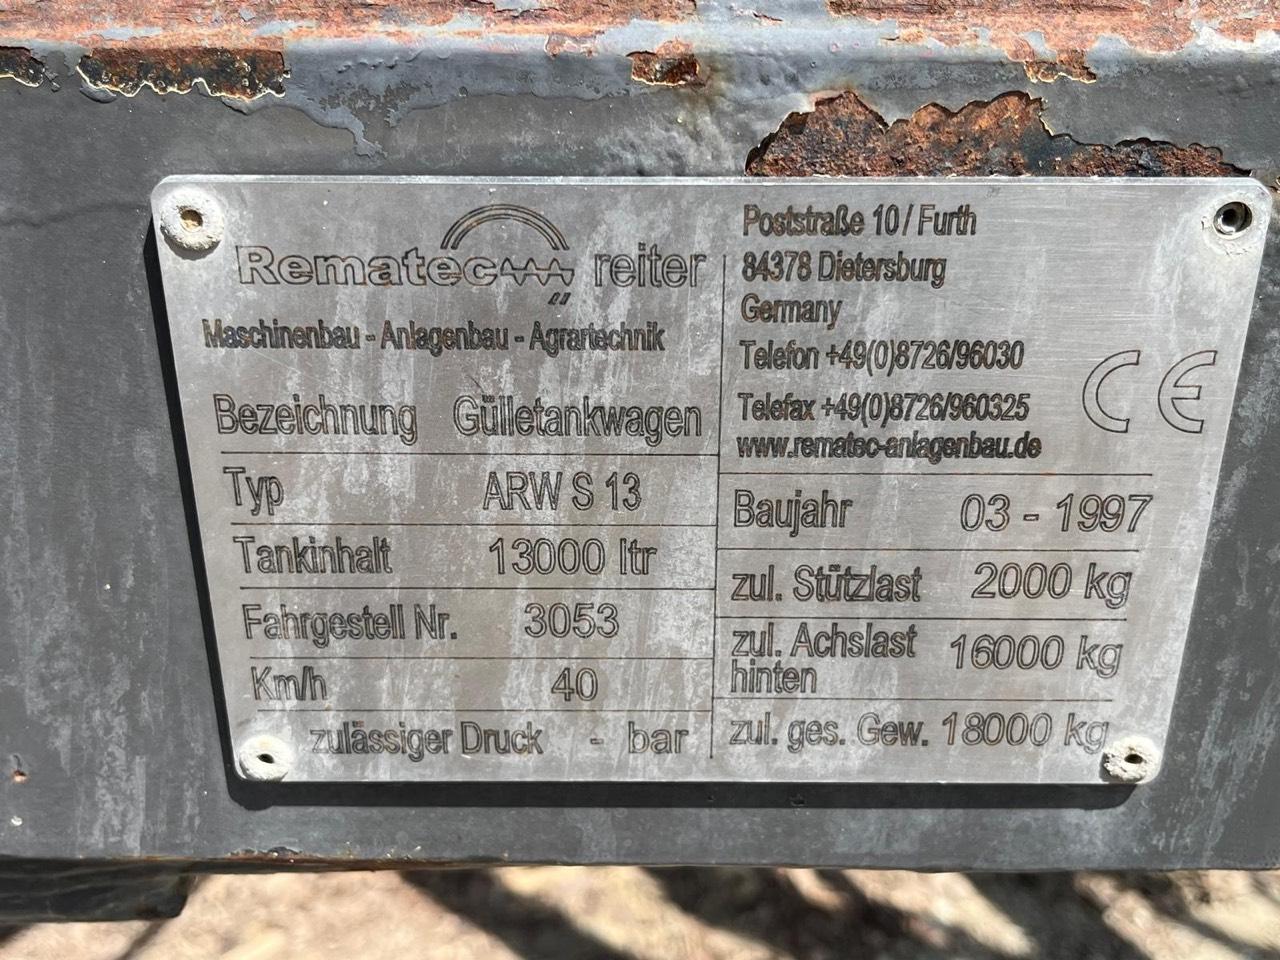 Rematec reiter
Maschinenbau - Anlagenbau - Agrartechnik
Poststraße 10 / Furth
84378 Dietersburg
Germany
Telefon +49(0)8726/96030
Telefax +49(0)8726/960325
www.rematec-anlagenbau.de
CE
Bezeichnung Gülletankwagen
Typ ARW S 13
Tankinhalt 13000 ltr
Fahrgestell Nr. 3053
Km/h 40
zulässiger Druck - bar
Baujahr 03 - 1997
zul. Stützlast 2000 kg
zul. Achslast 16000 kg
hinten
zul. ges. Gew. 18000 kg